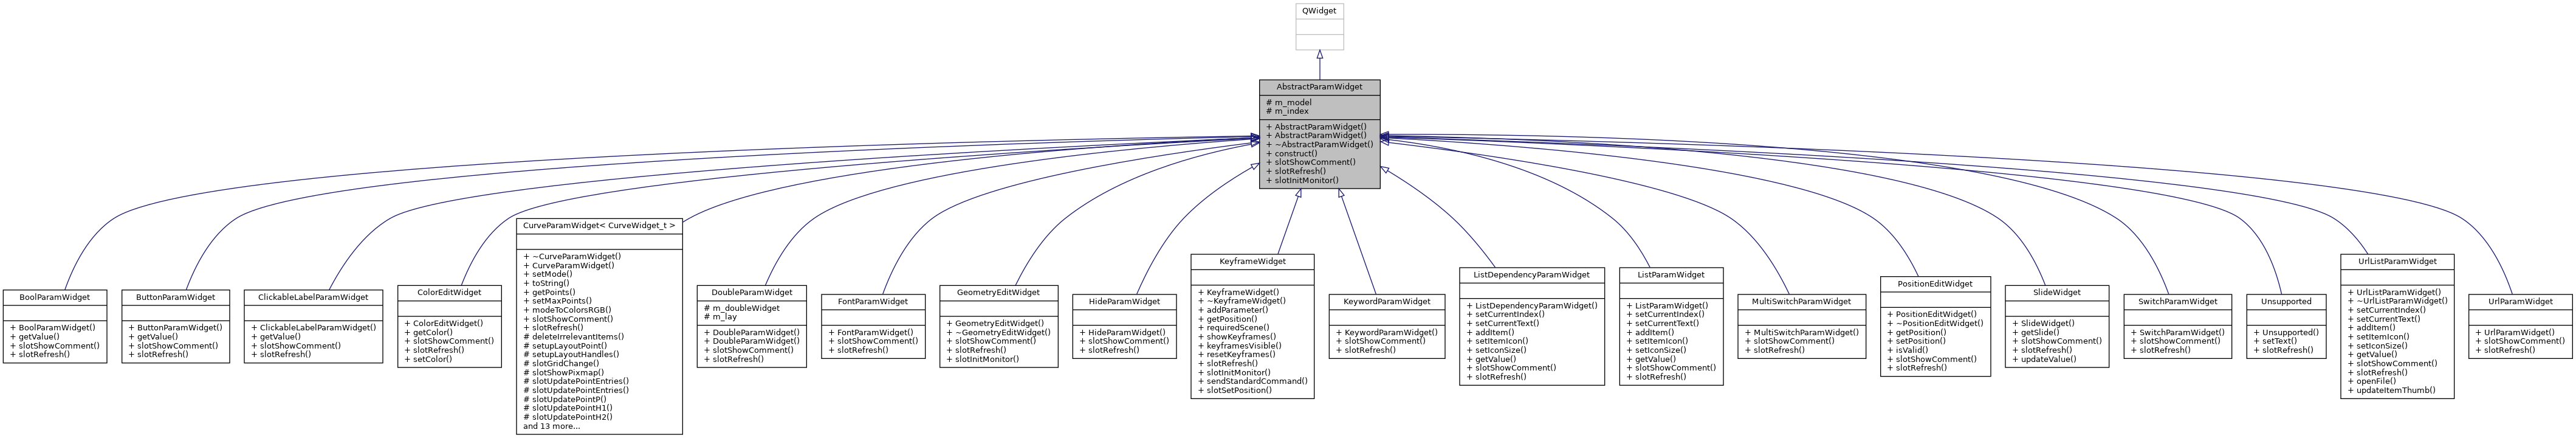 QWidget
AbstractParamWidget
# m_model
# m_index
+ AbstractParamWidget()
+ AbstractParamWidget()
+ ~AbstractParamWidget()
+ construct()
+ slotShowComment()
+ slotRefresh()
+ slotInitMonitor()
BoolParamWidget
+ BoolParamWidget()
+ getValue()
+ slotShowComment()
+ slotRefresh()
ButtonParamWidget
+ ButtonParamWidget()
+ getValue()
+ slotShowComment()
+ slotRefresh()
ClickableLabelParamWidget
+ ClickableLabelParamWidget()
+ getValue()
+ slotShowComment()
+ slotRefresh()
ColorEditWidget
+ ColorEditWidget()
+ getColor()
+ slotShowComment()
+ slotRefresh()
+ setColor()
CurveParamWidget< CurveWidget_t >
+ ~CurveParamWidget()
+ CurveParamWidget()
+ setMode()
+ toString()
+ getPoints()
+ setMaxPoints()
+ modeToColorsRGB()
+ slotShowComment()
+ slotRefresh()
# deleteIrrelevantItems()
# setupLayoutPoint()
# setupLayoutHandles()
# slotGridChange()
# slotShowPixmap()
# slotUpdatePointEntries()
# slotUpdatePointEntries()
# slotUpdatePointP()
# slotUpdatePointH1()
# slotUpdatePointH2()
and 13 more...
DoubleParamWidget
# m_doubleWidget
# m_lay
+ DoubleParamWidget()
+ DoubleParamWidget()
+ slotShowComment()
+ slotRefresh()
FontParamWidget
+ FontParamWidget()
+ slotShowComment()
+ slotRefresh()
GeometryEditWidget
+ GeometryEditWidget()
+ ~GeometryEditWidget()
+ slotShowComment()
+ slotRefresh()
+ slotInitMonitor()
HideParamWidget
+ HideParamWidget()
+ slotShowComment()
+ slotRefresh()
KeyframeWidget
+ KeyframeWidget()
+ ~KeyframeWidget()
+ addParameter()
+ getPosition()
+ requiredScene()
+ showKeyframes()
+ keyframesVisible()
+ resetKeyframes()
+ slotRefresh()
+ slotInitMonitor()
+ sendStandardCommand()
+ slotSetPosition()
KeywordParamWidget
+ KeywordParamWidget()
+ slotShowComment()
+ slotRefresh()
ListDependencyParamWidget
+ ListDependencyParamWidget()
+ setCurrentIndex()
+ setCurrentText()
+ addItem()
+ setItemIcon()
+ setIconSize()
+ getValue()
+ slotShowComment()
+ slotRefresh()
ListParamWidget
+ ListParamWidget()
+ setCurrentIndex()
+ setCurrentText()
+ addItem()
+ setItemIcon()
+ setIconSize()
+ getValue()
+ slotShowComment()
+ slotRefresh()
MultiSwitchParamWidget
+ MultiSwitchParamWidget()
+ slotShowComment()
+ slotRefresh()
PositionEditWidget
+ PositionEditWidget()
+ ~PositionEditWidget()
+ getPosition()
+ setPosition()
+ isValid()
+ slotShowComment()
+ slotRefresh()
SlideWidget
+ SlideWidget()
+ getSlide()
+ slotShowComment()
+ slotRefresh()
+ updateValue()
SwitchParamWidget
+ SwitchParamWidget()
+ slotShowComment()
+ slotRefresh()
Unsupported
+ Unsupported()
+ setText()
+ slotRefresh()
UrlListParamWidget
+ UrlListParamWidget()
+ ~UrlListParamWidget()
+ setCurrentIndex()
+ setCurrentText()
+ addItem()
+ setItemIcon()
+ setIconSize()
+ getValue()
+ slotShowComment()
+ slotRefresh()
+ openFile()
+ updateItemThumb()
UrlParamWidget
+ UrlParamWidget()
+ slotShowComment()
+ slotRefresh()